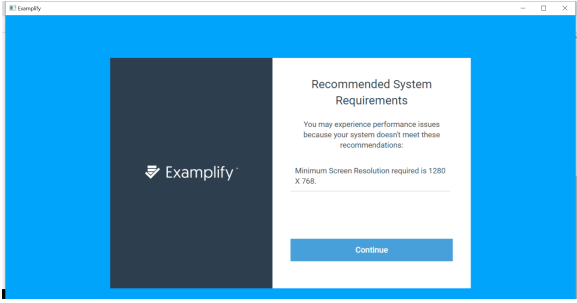 Examplify
Recommended System
Requirements
You may experience performance issues
because your system doesn't meet these
recommendations:
Examplify
Minimum Screen Resolution required is 1280
X 768.
Continue